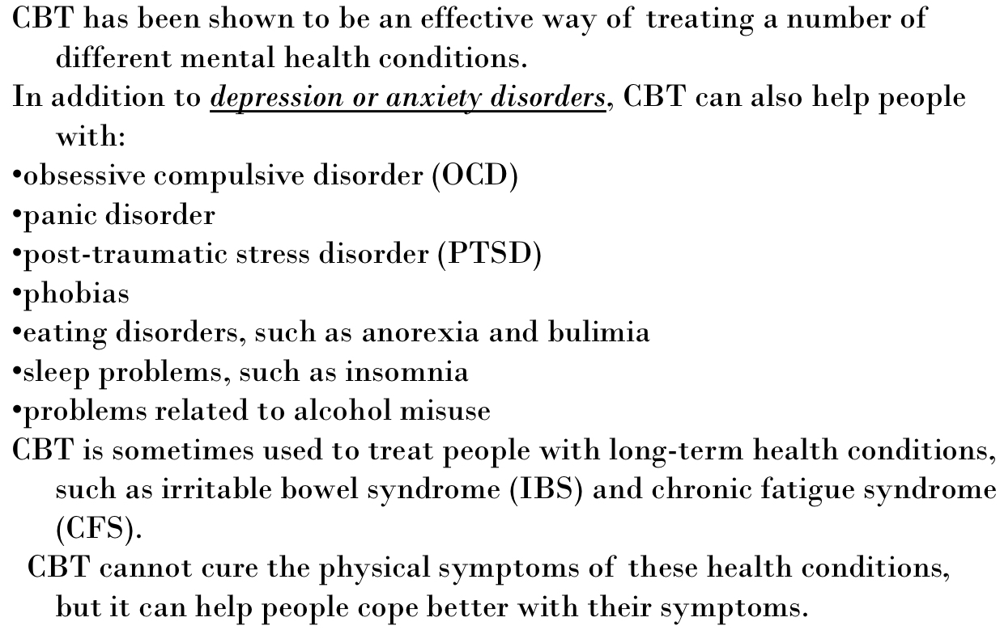 CBT has been shown to be an effective way of treating a number of
different mental health conditions.
In addition to depression or anxiety disorders, CBT can also help people
with:
•obsessive compulsive disorder (OCD)
•panic disorder
•post-traumatic stress disorder (PTSD)
•phobias
•eating disorders, such as anorexia and bulimia
•sleep problems, such as insomnia
•problems related to alcohol misuse
CBT is sometimes used to treat people with long-term health conditions,
such as irritable bowel syndrome (IBS) and chronic fatigue syndrome
(CFS).
CBT cannot cure the physical symptoms of these health conditions,
but it can help people cope better with their symptoms.